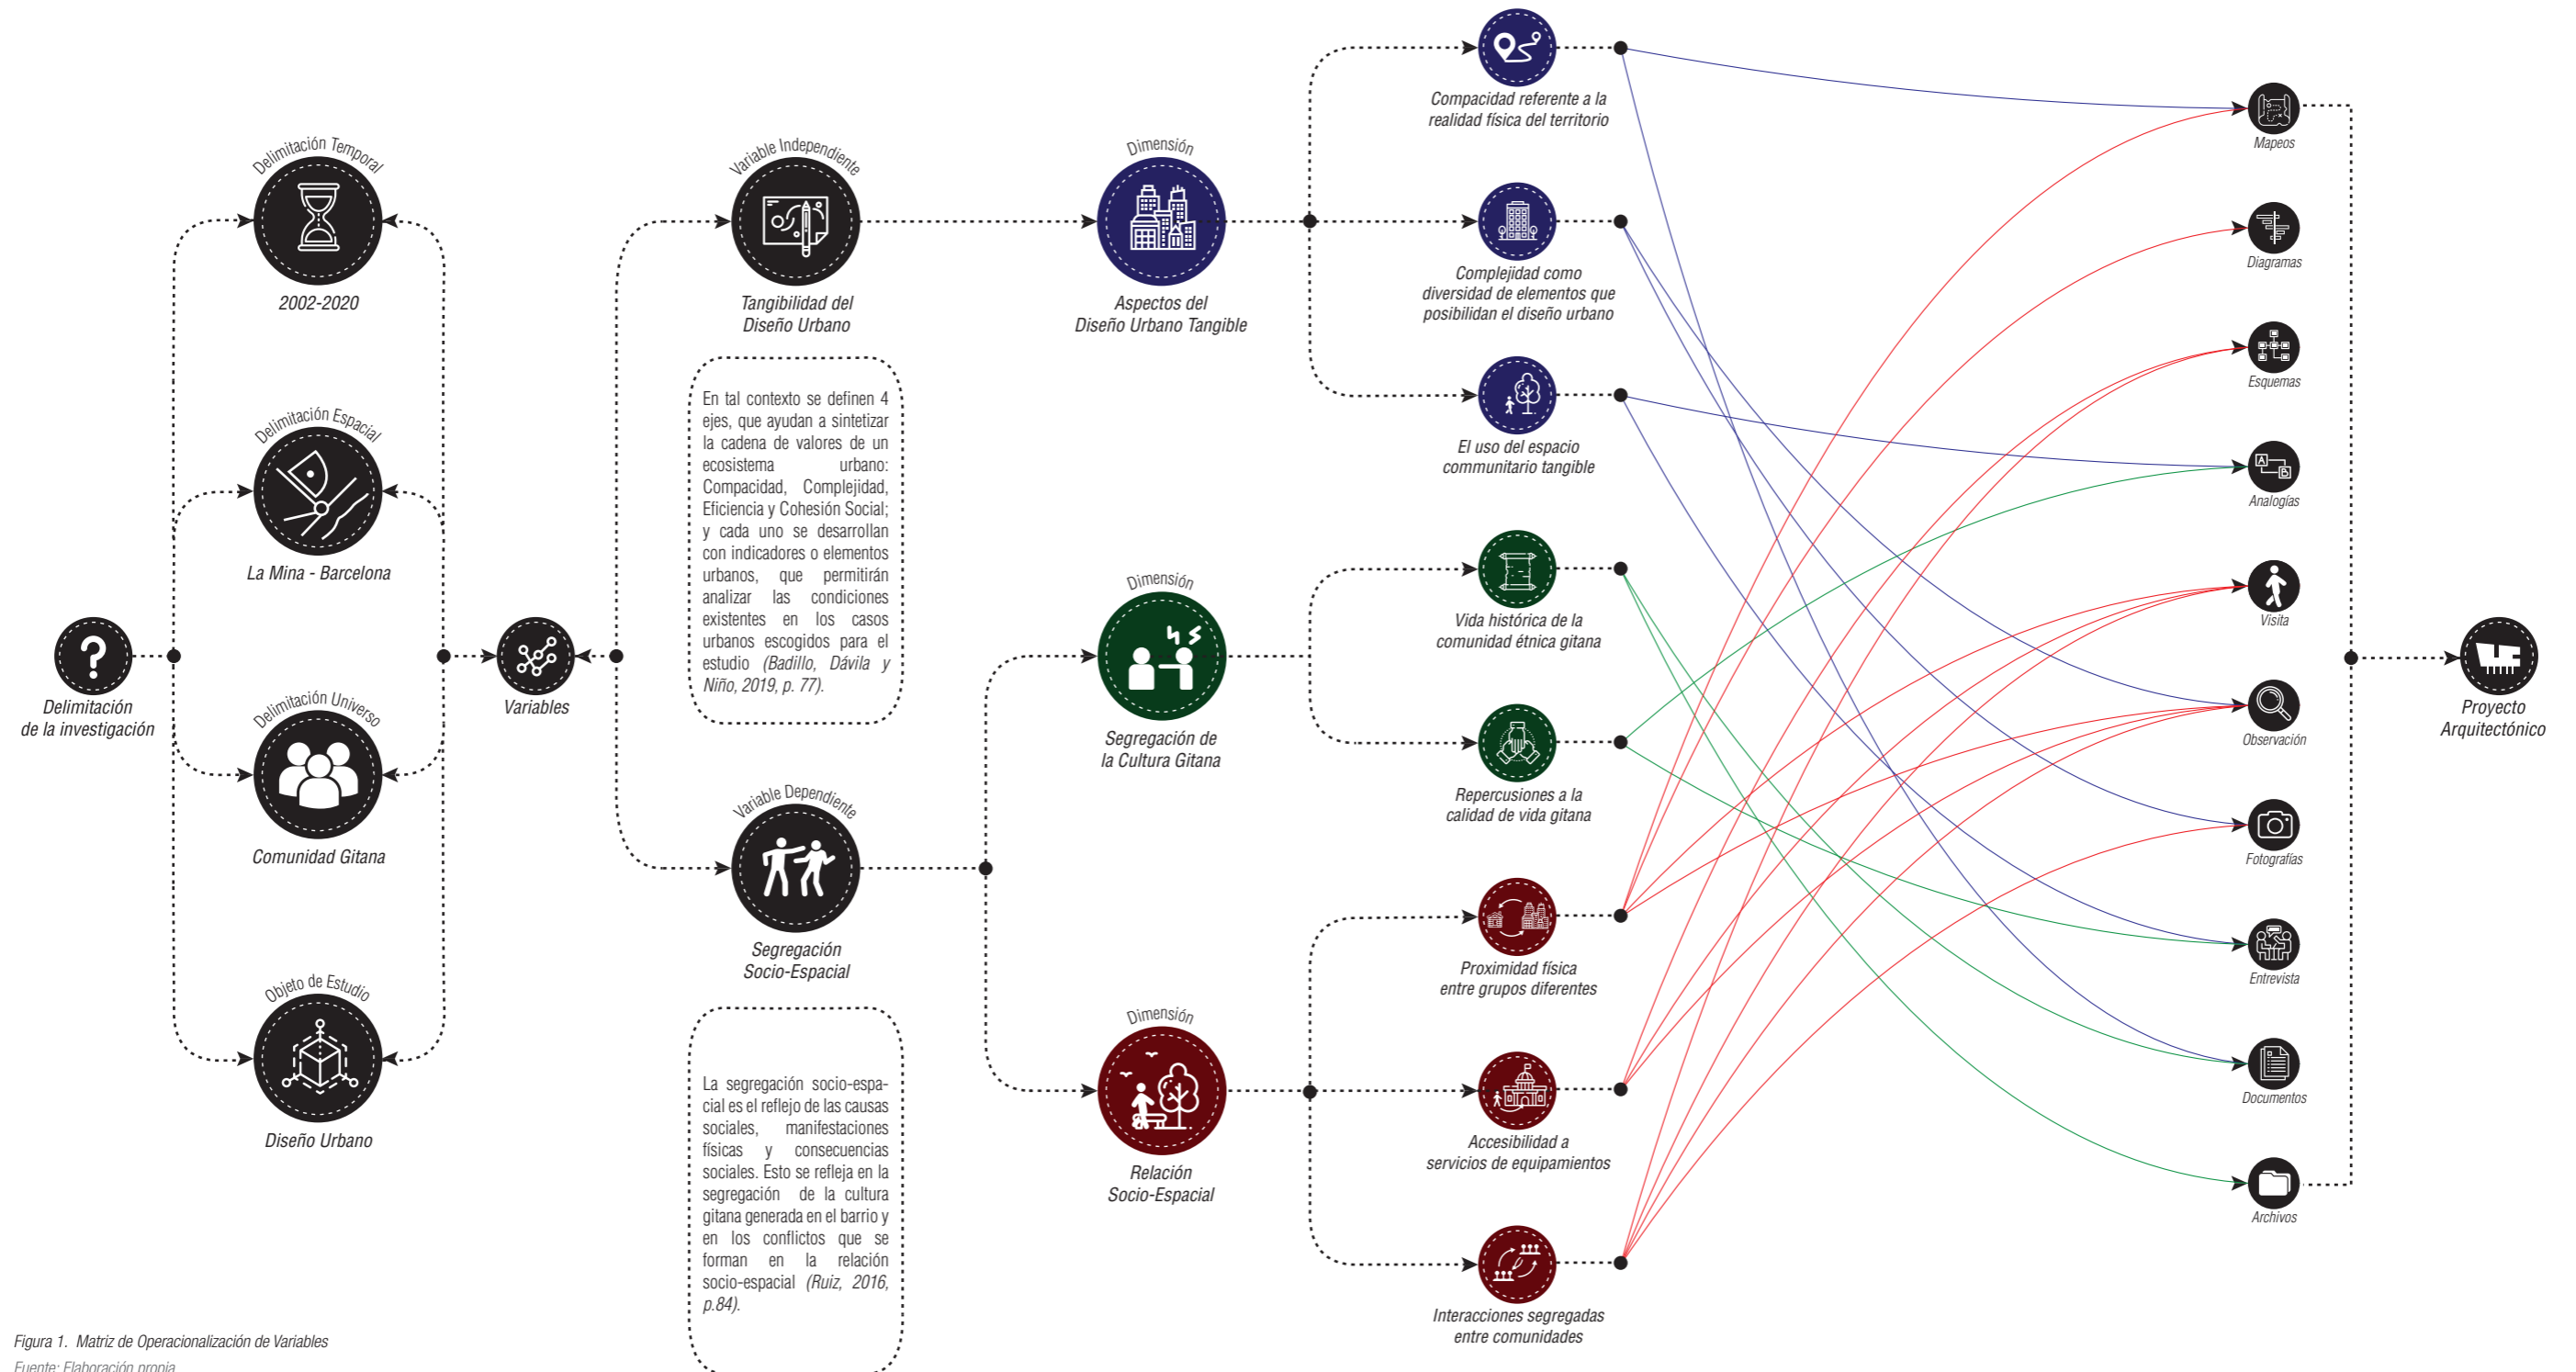 Delimitación
de la investigación
Delimitación Temporal
2002-2020
Delimitación Espacial
La Mina - Barcelona
Delimitación Universo
Comunidad Gitana
Objeto de Estudio
Diseño Urbano
Variables
Variable Independiente
Tangibilidad del
Diseño Urbano
En tal contexto se definen 4
ejes, que ayudan a sintetizar
la cadena de valores de un
ecosistema urbano:
Compacidad, Complejidad,
Eficiencia y Cohesión Social;
y cada uno se desarrollan
con indicadores o elementos
urbanos, que permitirán
analizar las condiciones
existentes en los casos
urbanos escogidos para el
estudio (Badillo, Dávila y
Niño, 2019, p. 77).
Variable Dependiente
Segregación
Socio-Espacial
La segregación socio-espa-
cial es el reflejo de las causas
sociales, manifestaciones
físicas y consecuencias
sociales. Esto se refleja en la
segregación de la cultura
gitana generada en el barrio y
en los conflictos que se
forman en la relación
socio-espacial (Ruiz, 2016,
p.84).
Dimensión
Aspectos del
Diseño Urbano Tangible
Dimensión
Segregación de
la Cultura Gitana
Dimensión
Relación
Socio-Espacial
Compacidad referente a la
realidad física del territorio
Complejidad como
diversidad de elementos que
posibilidan el diseño urbano
El uso del espacio
communitario tangible
Vida histórica de la
comunidad étnica gitana
Repercusiones a la
calidad de vida gitana
Proximidad física
entre grupos diferentes
Accesibilidad a
servicios de equipamientos
Interacciones segregadas
entre comunidades
Mapeos
Diagramas
Esquemas
A
B
Analogías
Visita
Observación
Fotografías
Entrevista
Documentos
Archivos
Proyecto
Arquitectónico
Figura 1. Matriz de Operacionalización de Variables
Fuente: Elaboración propia